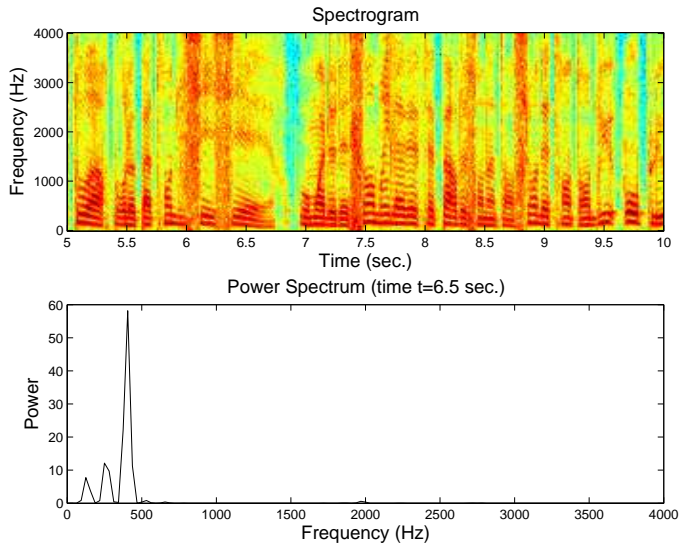 Spectrogram
4000
3000
2000
1000
0
Frequency (Hz)
5 5.5 6 6.5 7 7.5 8 8.5 9 9.5 10
Time (sec.)
Power Spectrum (time t=6.5 sec.)
60
50
40
30
20
10
0
Power
0 500 1000 1500 2000 2500 3000 3500 4000
Frequency (Hz)